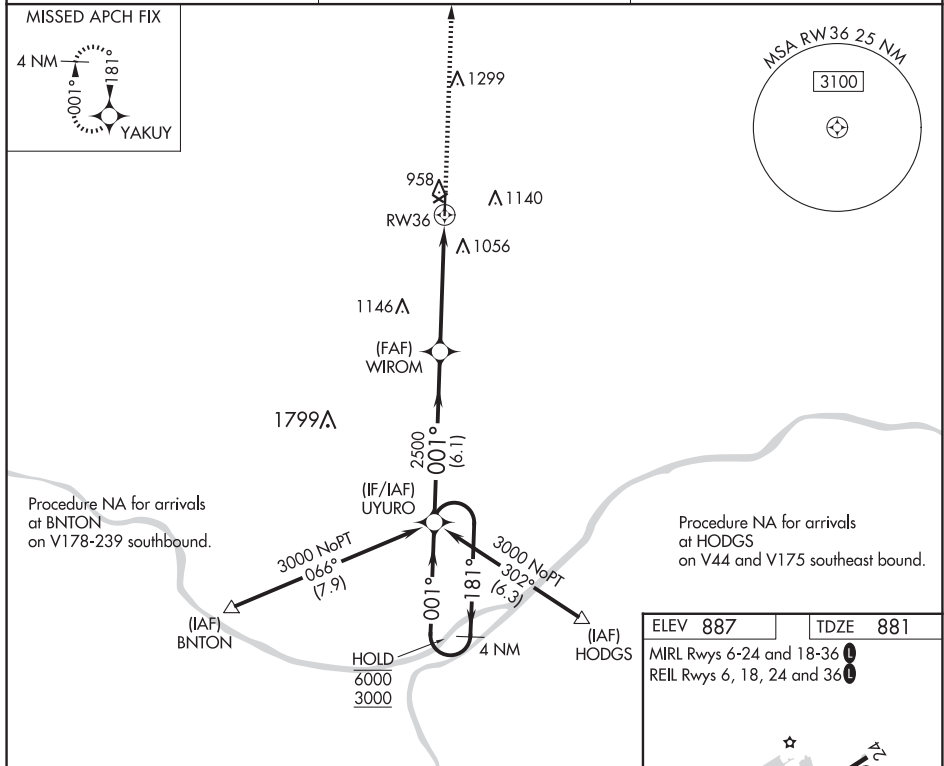 MISSED APCH FIX
4 NM
001°
181°
YAKUY
MSA RW36 25 NM
3100
1299
958
1140
RW36
1056
1146
(FAF)
WIROM
1799
2500
001°
(6.1)
(IF/IAF)
UYURO
Procedure NA for arrivals
at BNTON
on V178-239 southbound.
Procedure NA for arrivals
at HODGS
on V44 and V175 southeast bound.
3000 NoPT
066°
(7.9)
3000 NoPT
302°
(6.3)
001°
181°
(IAF)
BNTON
(IAF)
HODGS
HOLD
6000
3000
4 NM
ELEV 887
TDZE 881
MIRL Rwys 6-24 and 18-36 L
REIL Rwys 6, 18, 24 and 36 L
24